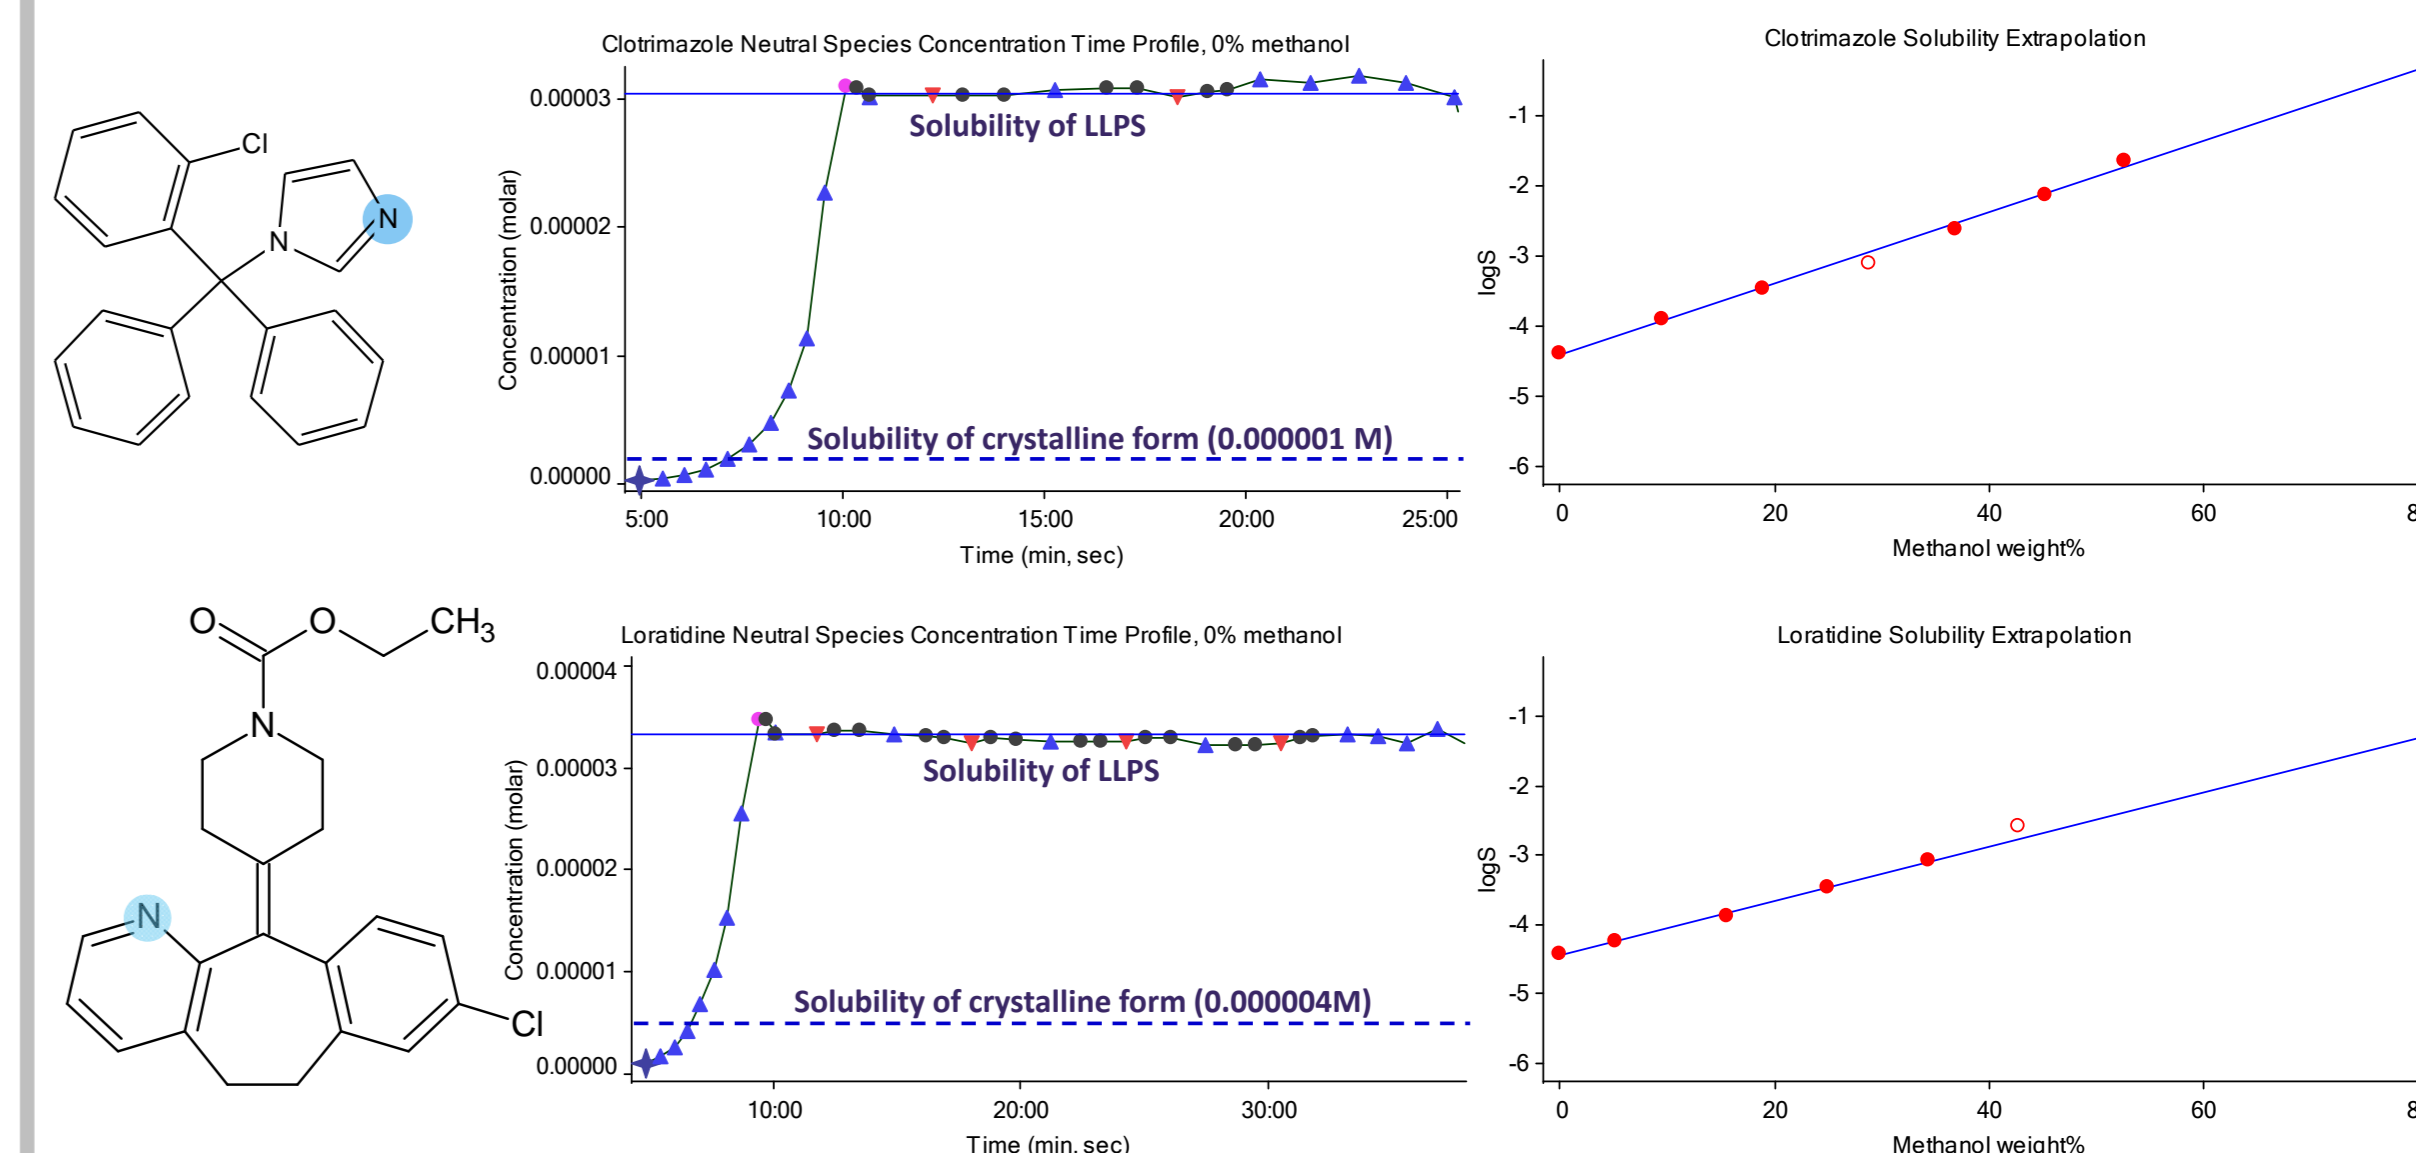 Clotrimazole Neutral Species Concentration Time Profile, 0% methanol
Concentration (molar)
0.00003
0.00002
0.00001
0.00000
Solubility of LLPS
Solubility of crystalline form (0.000001 M)
5:00 10:00 15:00 20:00 25:00
Time (min, sec)
Clotrimazole Solubility Extrapolation
logS
-1
-2
-3
-4
-5
-6
0 20 40 60 8
Methanol weight%
Cl
N
N
Loratidine Neutral Species Concentration Time Profile, 0% methanol
Concentration (molar)
0.00004
0.00003
0.00002
0.00001
0.00000
Solubility of LLPS
Solubility of crystalline form (0.000004M)
10:00 20:00 30:00
Time (min, sec)
Loratidine Solubility Extrapolation
logS
-1
-2
-3
-4
-5
-6
0 20 40 60 8
Methanol weight%
O O CH3
N
N
Cl